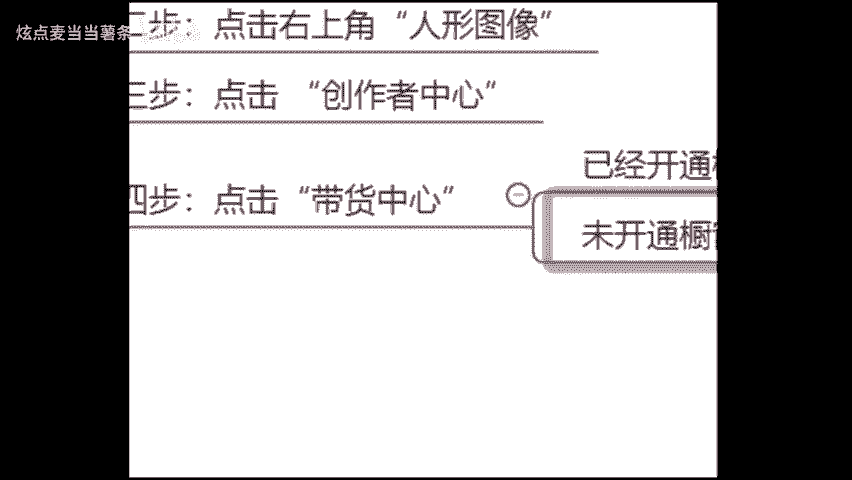 炫点麦当当薯条
二步：点击右上角“人形图像”
三步：点击 “创作者中心”
已经开通
四步：点击“带货中心”
未开通橱